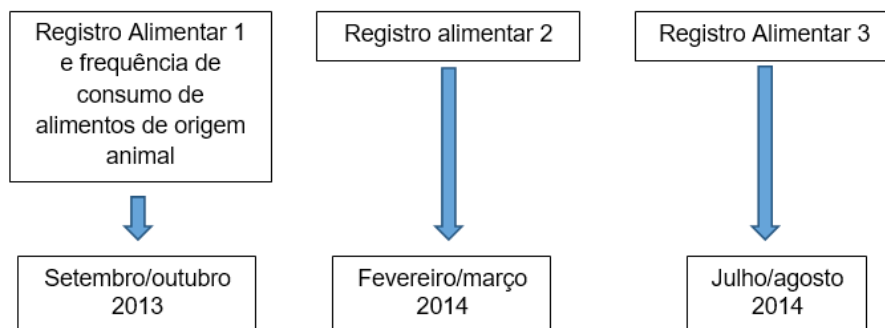 Registro Alimentar 1
e frequência de
consumo de
alimentos de origem
animal
Registro alimentar 2
Registro Alimentar 3
Setembro/outubro
2013
Fevereiro/março
2014
Julho/agosto
2014